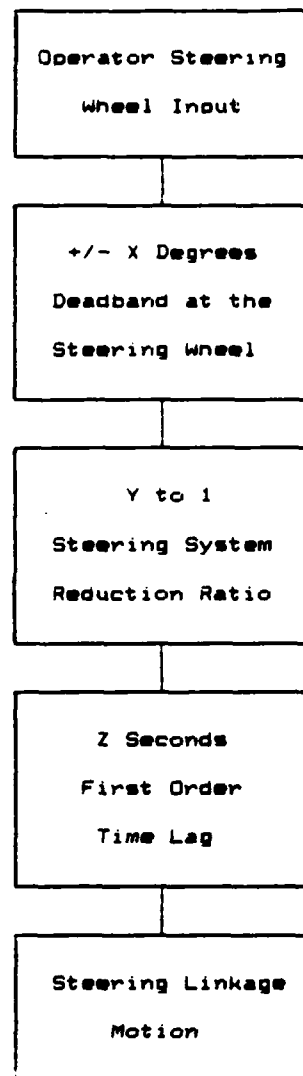 Operator Steering
Wheel Input
+/- X Degrees
Deadband at the
Steering Wheel
Y to 1
Steering System
Reduction Ratio
Z Seconds
First Order
Time Lag
Steering Linkage
Motion